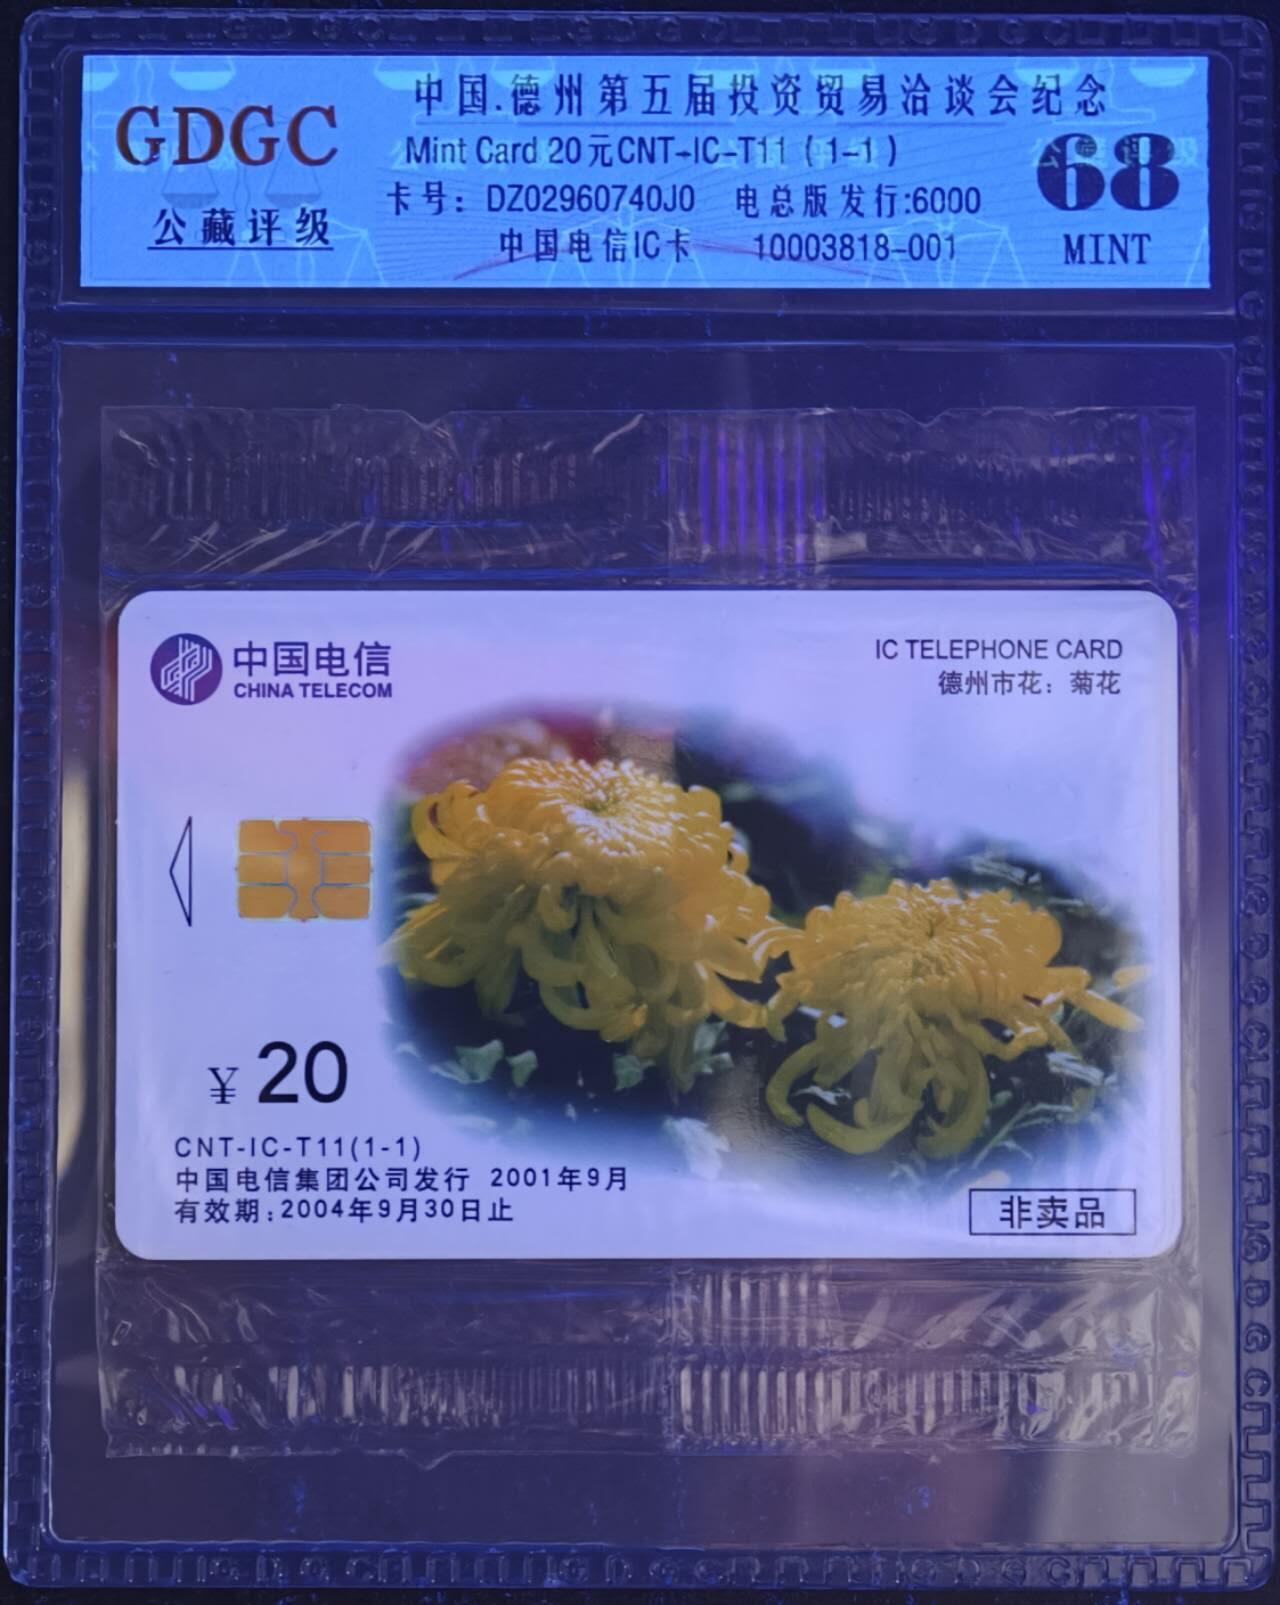 中国.德州第五届投资贸易洽谈会纪念
GDGC
Mint Card 20元CNT-IC-T11 (1-1)
68
公藏评级
卡号: DZ02960740J0 电总版发行:6000
中国电信IC卡 10003818-001
MINT
中国电信
CHINA TELECOM
IC TELEPHONE CARD
德州市花: 菊花
¥ 20
CNT-IC-T11(1-1)
中国电信集团公司发行 2001年9月
有效期:2004年9月30日止
非卖品